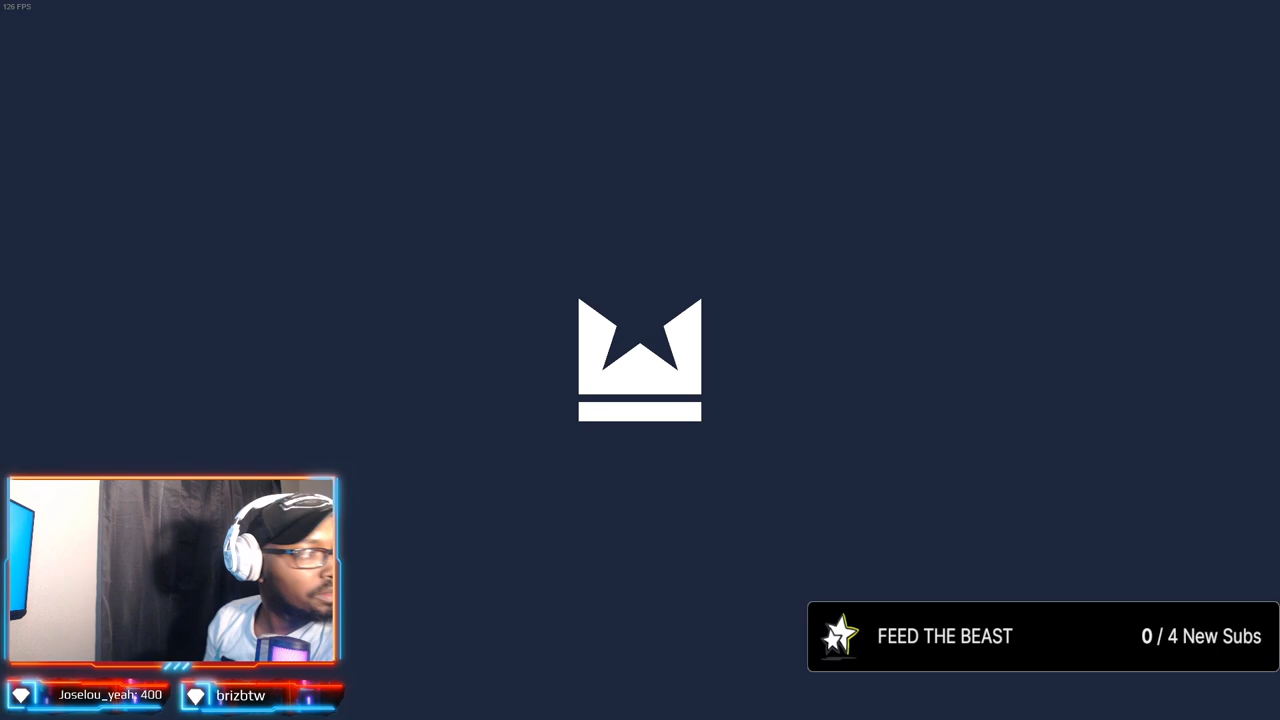 126 FPS
FEED THE BEAST
0 / 4 New Subs
Joselou_yeah: 400
brizbtw